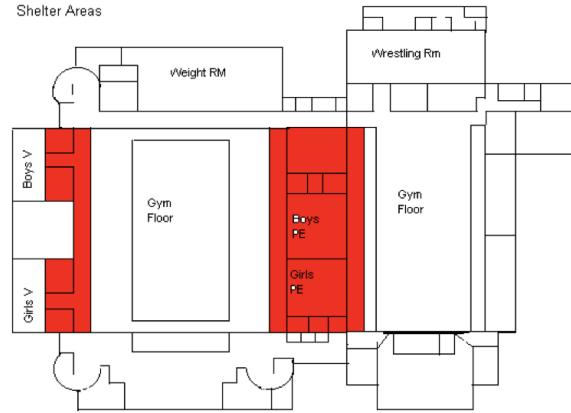 Shelter Areas
Weight RM
Wrestling Rm
Boys V
Gym
Floor
Gym
Floor
Boys
PE
Girls
PE
Girls V